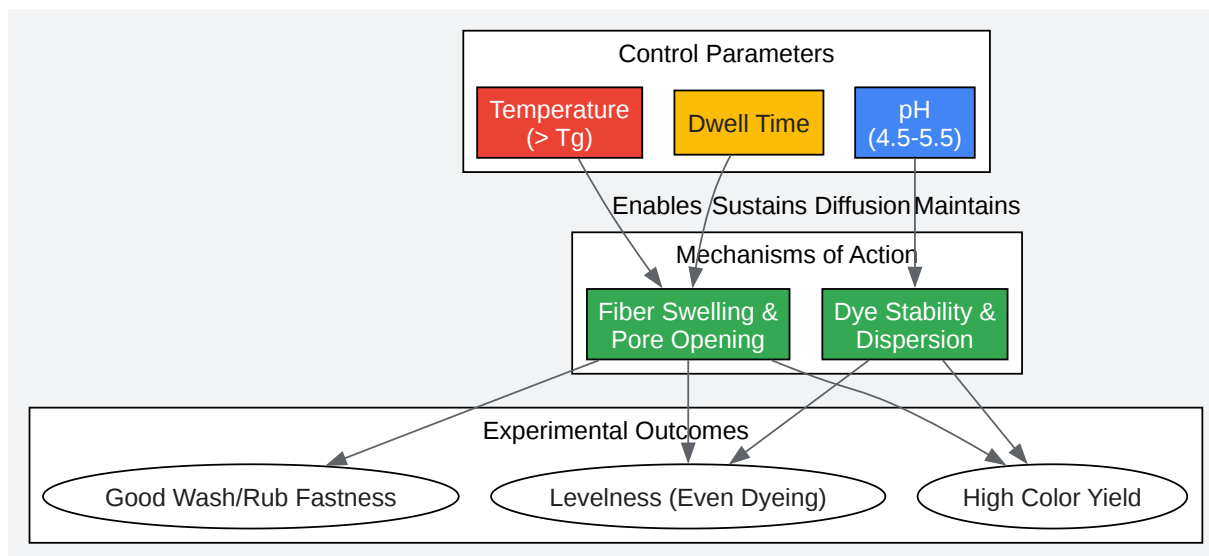 Control Parameters
Temperature
(> Tg)
Dwell Time
pH
(4.5-5.5)
Enables
Sustains Diffusion
Maintains
Mechanisms of Action
Fiber Swelling &
Pore Opening
Dye Stability &
Dispersion
Experimental Outcomes
Good Wash/Rub Fastness
Levelness (Even Dyeing)
High Color Yield